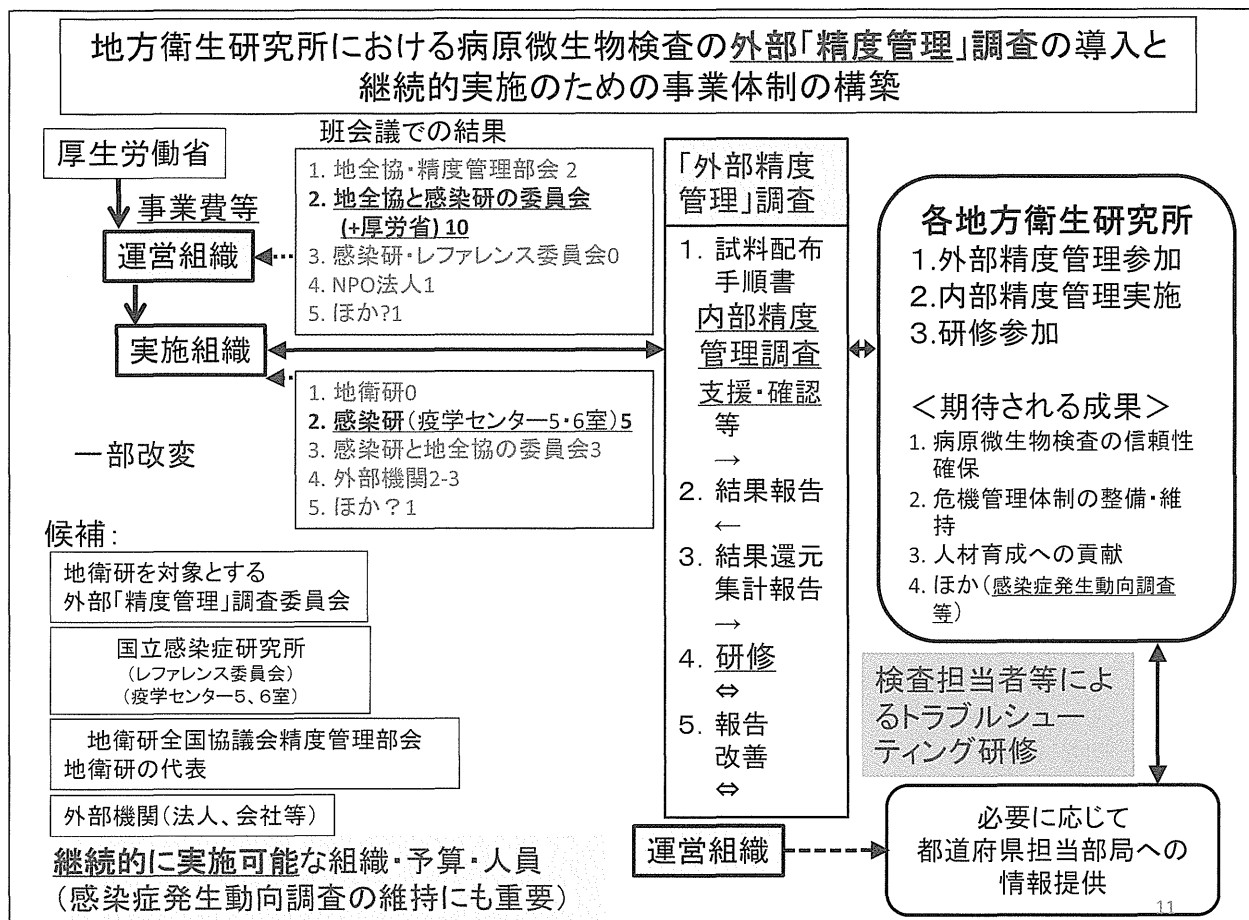 地方衛生研究所における病原微生物検査の外部「精度管理」調査の導入と
継続的実施のための事業体制の構築
厚生労働省
事業費等
運営組織
実施組織
一部改変
班会議での結果
1. 地全協・精度管理部会 2
2. 地全協と感染研の委員会
(+厚労省) 10
3. 感染研・レファレンス委員会0
4. NPO法人1
5. ほか?1
1. 地衛研0
2. 感染研(疫学センター5・6室)5
3. 感染研と地全協の委員会3
4. 外部機関2-3
5. ほか？1
候補：
地衛研を対象とする
外部「精度管理」調査委員会
国立感染症研究所
(レファレンス委員会)
(疫学センター5、6室)
地衛研全国協議会精度管理部会
地衛研の代表
外部機関(法人、会社等)
継続的に実施可能な組織・予算・人員
(感染症発生動向調査の維持にも重要)
「外部精度
管理」調査
1. 試料配布
手順書
内部精度
管理調査
支援・確認
等
→
2. 結果報告
←
3. 結果還元
集計報告
→
4. 研修
⇔
5. 報告
改善
⇔
運営組織
各地方衛生研究所
1.外部精度管理参加
2.内部精度管理実施
3.研修参加
＜期待される成果＞
1. 病原微生物検査の信頼性
確保
2. 危機管理体制の整備・維
持
3. 人材育成への貢献
4. ほか(感染症発生動向調査
等)
検査担当者等によ
るトラブルシュー
ティング研修
必要に応じて
都道府県担当部局への
情報提供
11